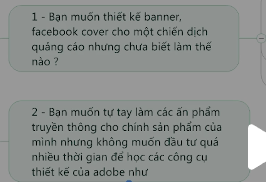 1 - Bạn muốn thiết kế banner,
facebook cover cho một chiến dịch
quảng cáo nhưng chưa biết làm thế
nào ?
2 - Bạn muốn tự tay làm các ấn phẩm
truyền thông cho chính sản phẩm của
mình nhưng không muốn đầu tư quá
nhiều thời gian để học các công cụ
thiết kế của adobe như